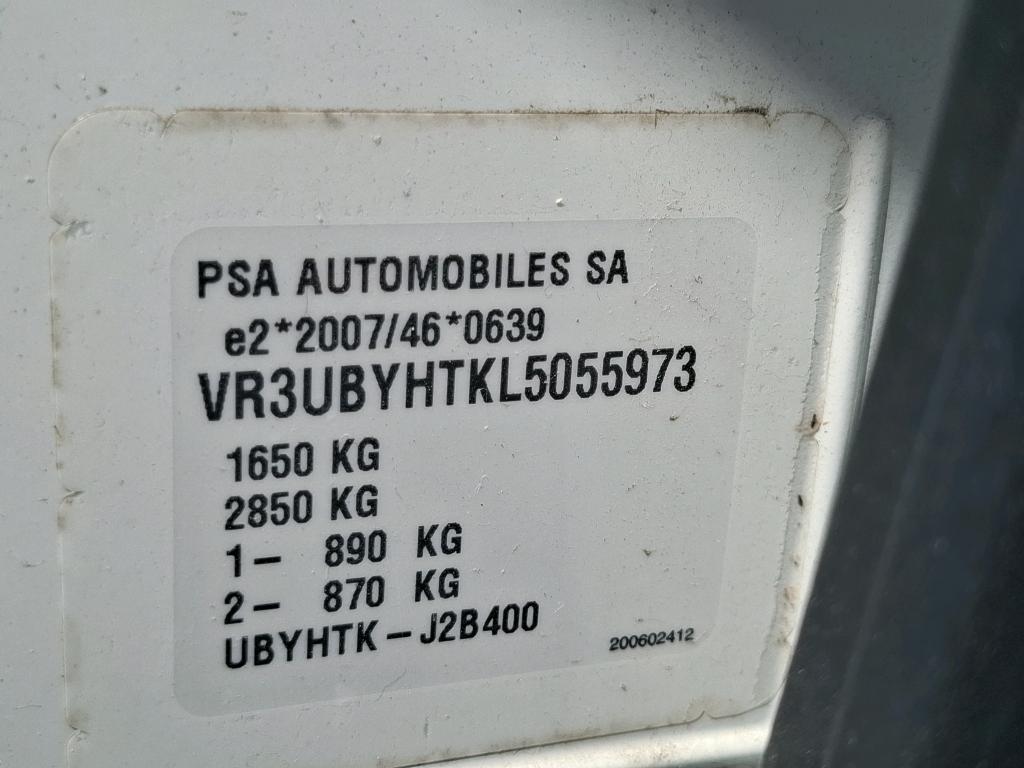 PSA AUTOMOBILES SA
e2*2007/46*0639
VR3UBYHTKL5055973
1650 KG
2850 KG
1- 890 KG
2- 870 KG
UBYHTK-J2B400
200602412